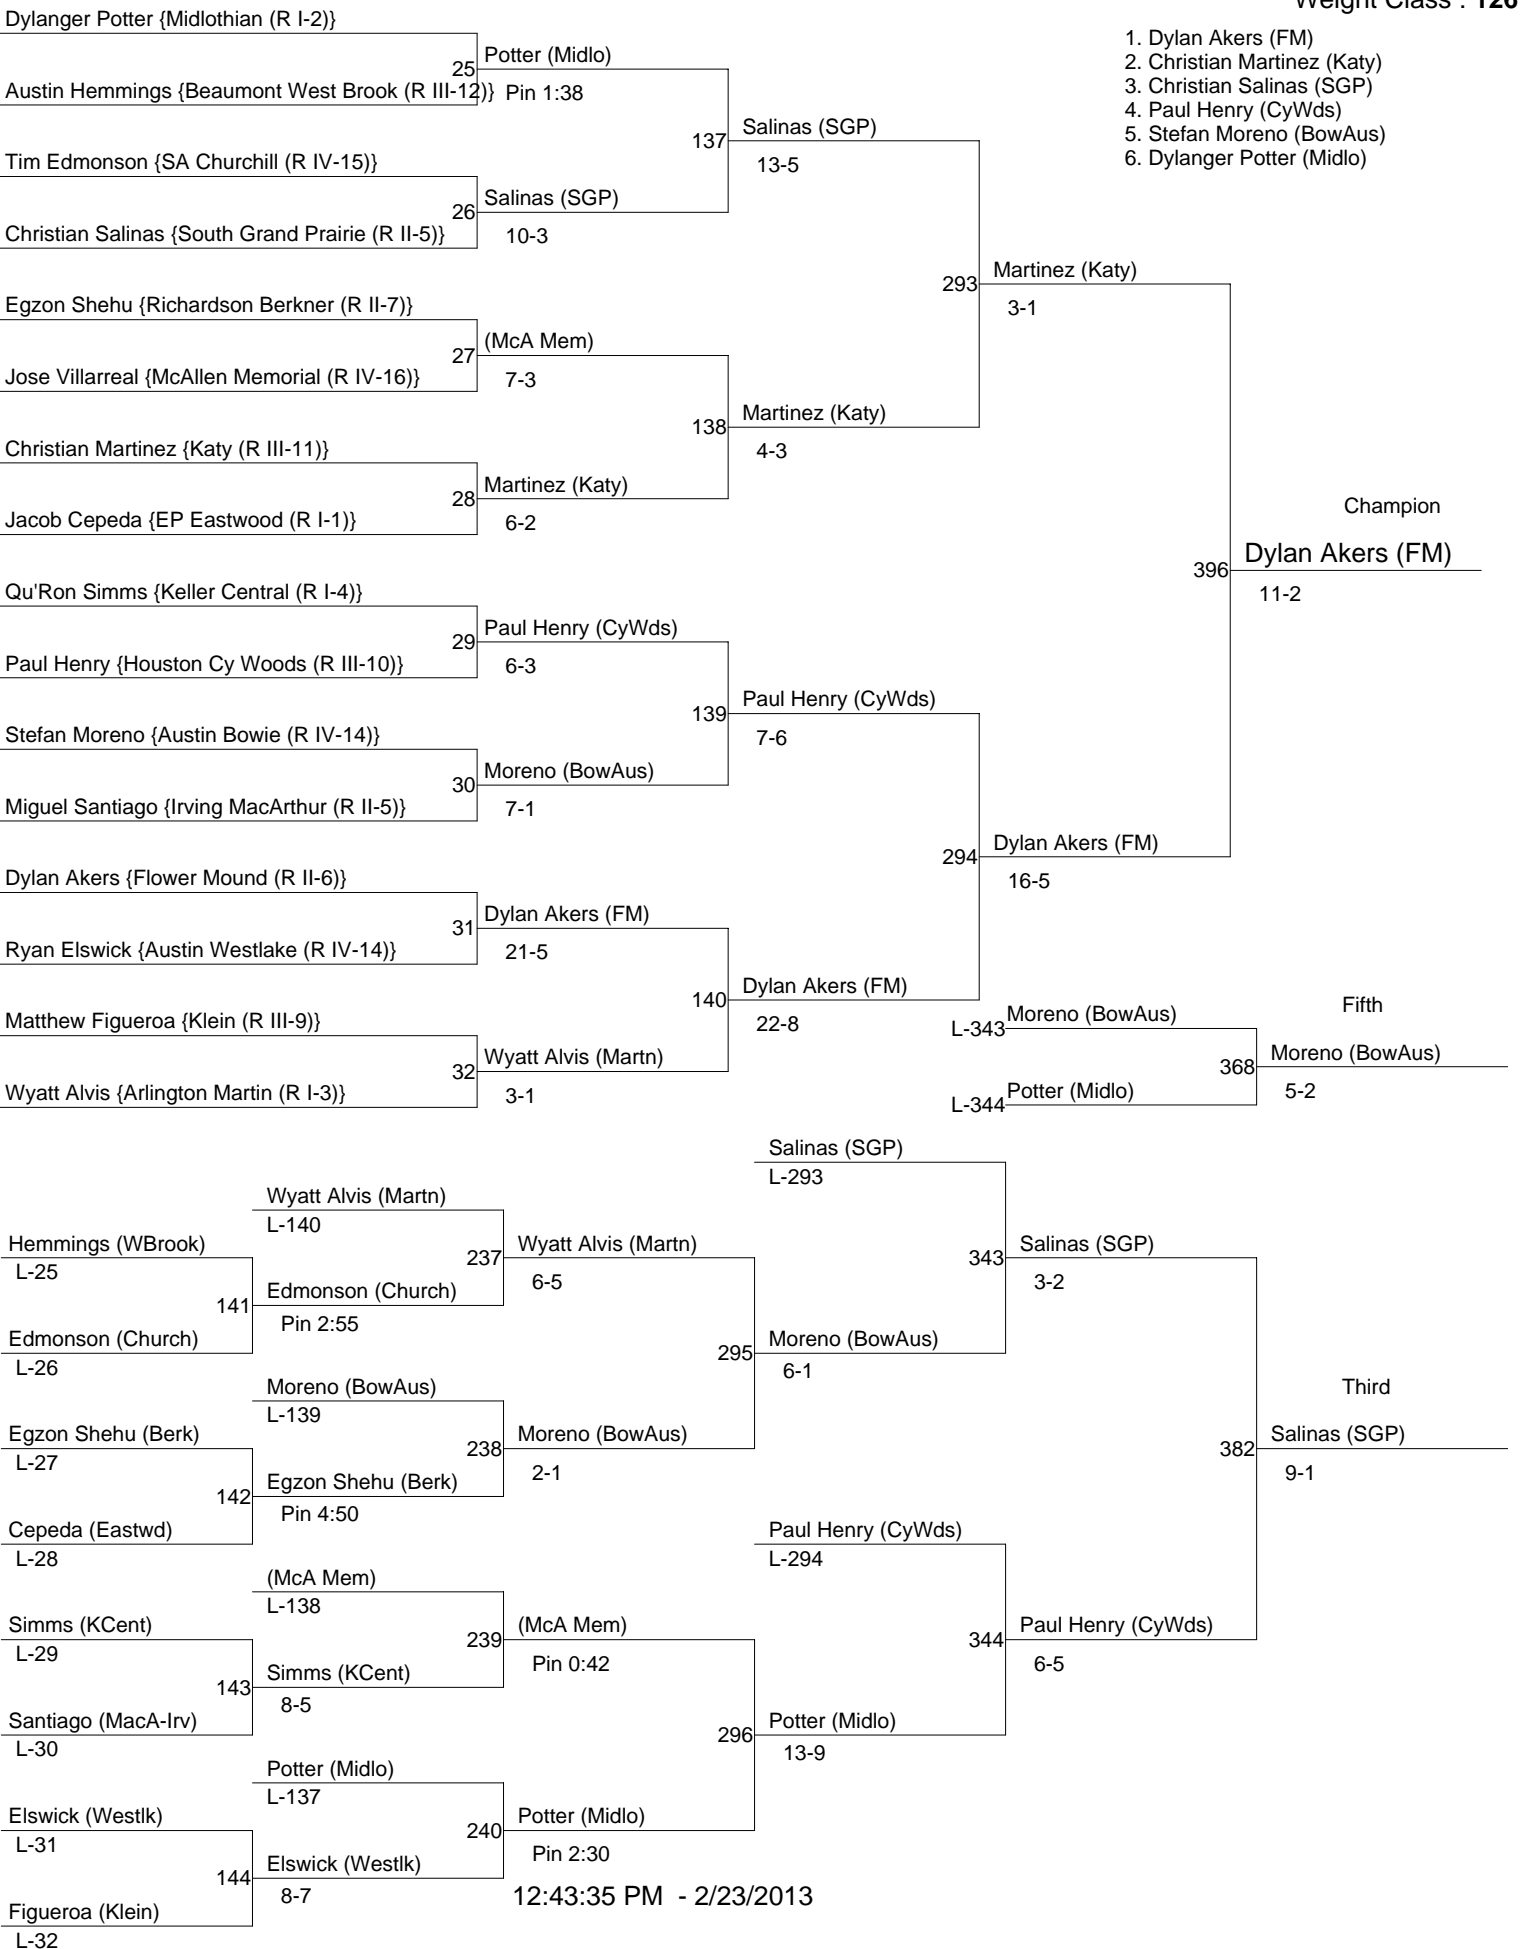 Weight Class : 126
1. Dylan Akers (FM)
2. Christian Martinez (Katy)
3. Christian Salinas (SGP)
4. Paul Henry (CyWds)
5. Stefan Moreno (BowAus)
6. Dylanger Potter (Midlo)
Dylanger Potter {Midlothian (R I-2)}
25
Potter (Midlo)
Austin Hemmings {Beaumont West Brook (R III-12)}
Pin 1:38
137
Salinas (SGP)
13-5
Tim Edmonson {SA Churchill (R IV-15)}
26
Salinas (SGP)
Christian Salinas {South Grand Prairie (R II-5)}
10-3
293
Martinez (Katy)
3-1
Egzon Shehu {Richardson Berkner (R II-7)}
27
(McA Mem)
Jose Villarreal {McAllen Memorial (R IV-16)}
7-3
138
Martinez (Katy)
4-3
Christian Martinez {Katy (R III-11)}
28
Martinez (Katy)
Jacob Cepeda {EP Eastwood (R I-1)}
6-2
Champion
396
Dylan Akers (FM)
11-2
Qu'Ron Simms {Keller Central (R I-4)}
29
Paul Henry (CyWds)
Paul Henry {Houston Cy Woods (R III-10)}
6-3
139
Paul Henry (CyWds)
7-6
Stefan Moreno {Austin Bowie (R IV-14)}
30
Moreno (BowAus)
Miguel Santiago {Irving MacArthur (R II-5)}
7-1
294
Dylan Akers (FM)
16-5
Dylan Akers {Flower Mound (R II-6)}
31
Dylan Akers (FM)
Ryan Elswick {Austin Westlake (R IV-14)}
21-5
140
Dylan Akers (FM)
22-8
Matthew Figueroa {Klein (R III-9)}
32
Wyatt Alvis (Martn)
Wyatt Alvis {Arlington Martin (R I-3)}
3-1
Fifth
L-343
Moreno (BowAus)
368
Moreno (BowAus)
5-2
L-344
Potter (Midlo)
Salinas (SGP)
L-293
Wyatt Alvis (Martn)
L-140
Hemmings (WBrook)
L-25
237
Wyatt Alvis (Martn)
6-5
343
Salinas (SGP)
3-2
141
Edmonson (Church)
Pin 2:55
Edmonson (Church)
L-26
295
Moreno (BowAus)
6-1
Moreno (BowAus)
L-139
Third
Egzon Shehu (Berk)
L-27
238
Moreno (BowAus)
2-1
382
Salinas (SGP)
9-1
142
Egzon Shehu (Berk)
Pin 4:50
Cepeda (Eastwd)
L-28
Paul Henry (CyWds)
L-294
(McA Mem)
L-138
Simms (KCent)
L-29
239
(McA Mem)
Pin 0:42
344
Paul Henry (CyWds)
6-5
143
Simms (KCent)
8-5
Santiago (MacA-Irv)
L-30
296
Potter (Midlo)
13-9
Potter (Midlo)
L-137
Elswick (Westlk)
L-31
240
Potter (Midlo)
Pin 2:30
144
Elswick (Westlk)
8-7
12:43:35 PM - 2/23/2013
Figueroa (Klein)
L-32